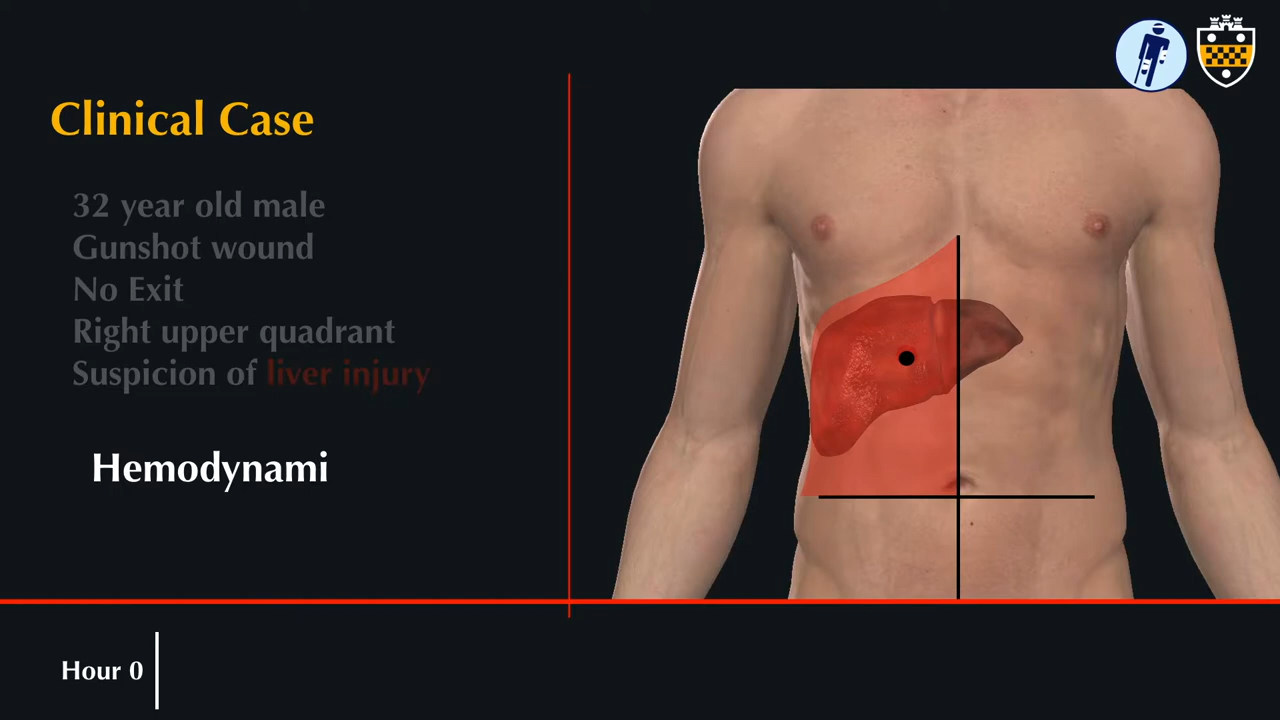 Clinical Case
32 year old male
Gunshot wound
No Exit
Right upper quadrant
Suspicion of liver injury
Hemodynami
Hour 0